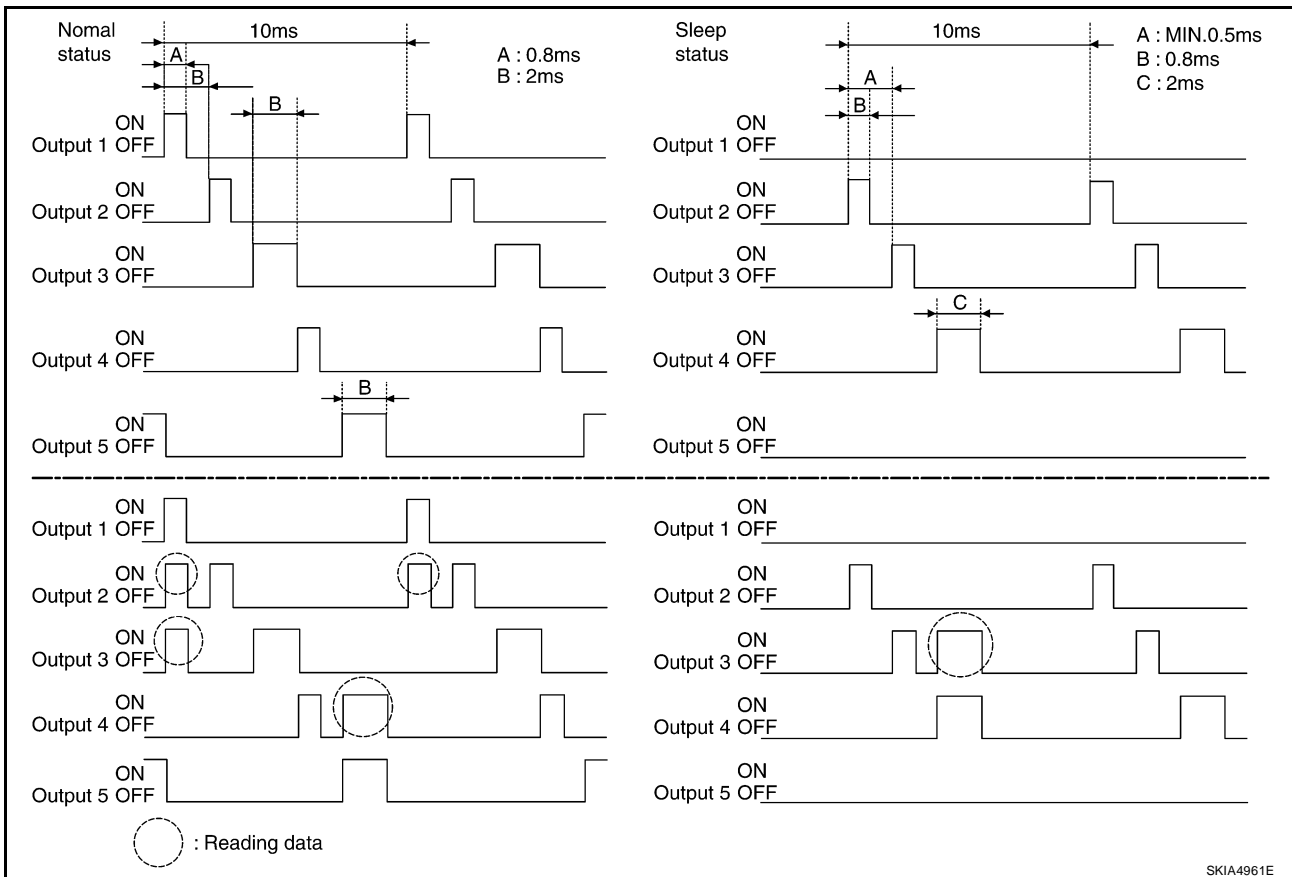 Nomal status
10ms
A
B
B
A : 0.8ms
B : 2ms
Output 1 ON OFF
Output 2 ON OFF
Output 3 ON OFF
Output 4 ON OFF
B
Output 5 ON OFF
Sleep status
10ms
A : MIN.0.5ms
B : 0.8ms
C : 2ms
A
B
Output 1 ON OFF
Output 2 ON OFF
Output 3 ON OFF
C
Output 4 ON OFF
Output 5 ON OFF
Output 1 ON OFF
Output 2 ON OFF
Output 3 ON OFF
Output 4 ON OFF
Output 5 ON OFF
: Reading data
Output 1 ON OFF
Output 2 ON OFF
Output 3 ON OFF
Output 4 ON OFF
Output 5 ON OFF
SKIA4961E